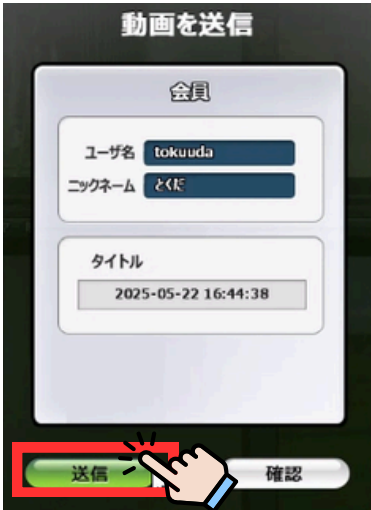 動画を送信
会員
ユーザ名 tokuuda
ニックネーム とくだ
タイトル
2025-05-22 16:44:38
送信 確認